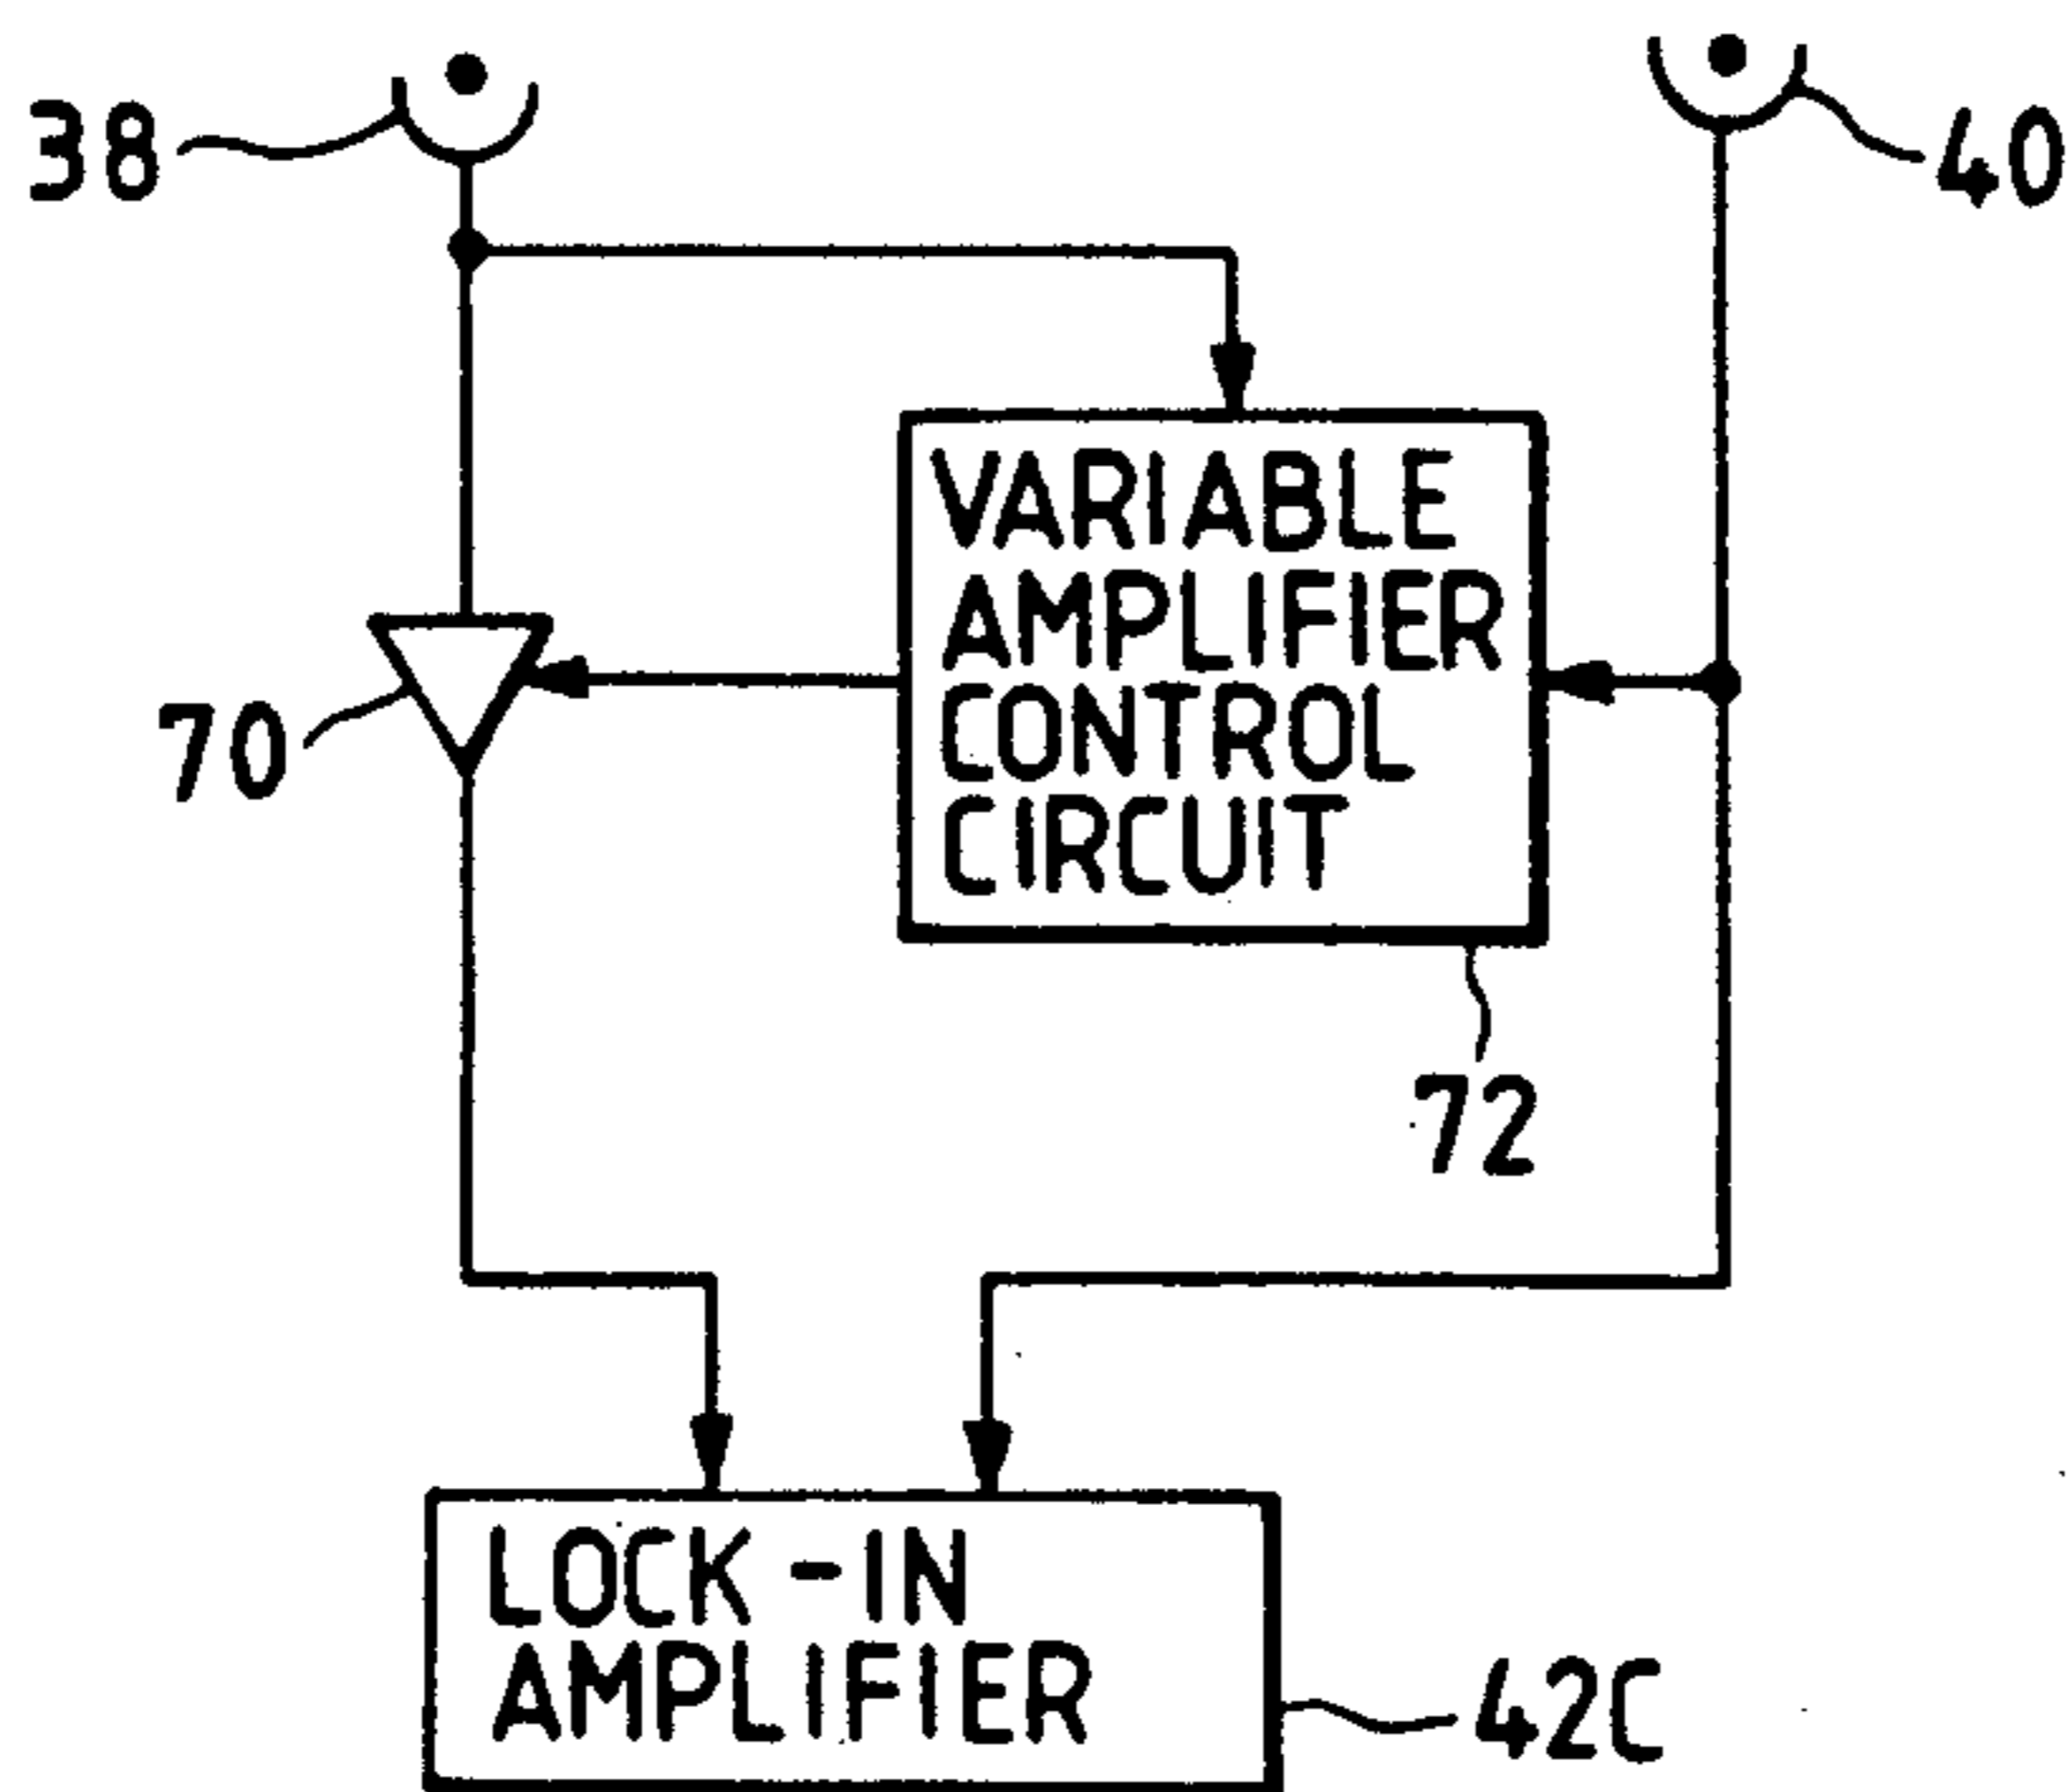 38
40
VARIABLE
AMPLIFIER
CONTROL
CIRCUIT
70
72
LOCK-IN
AMPLIFIER
42C